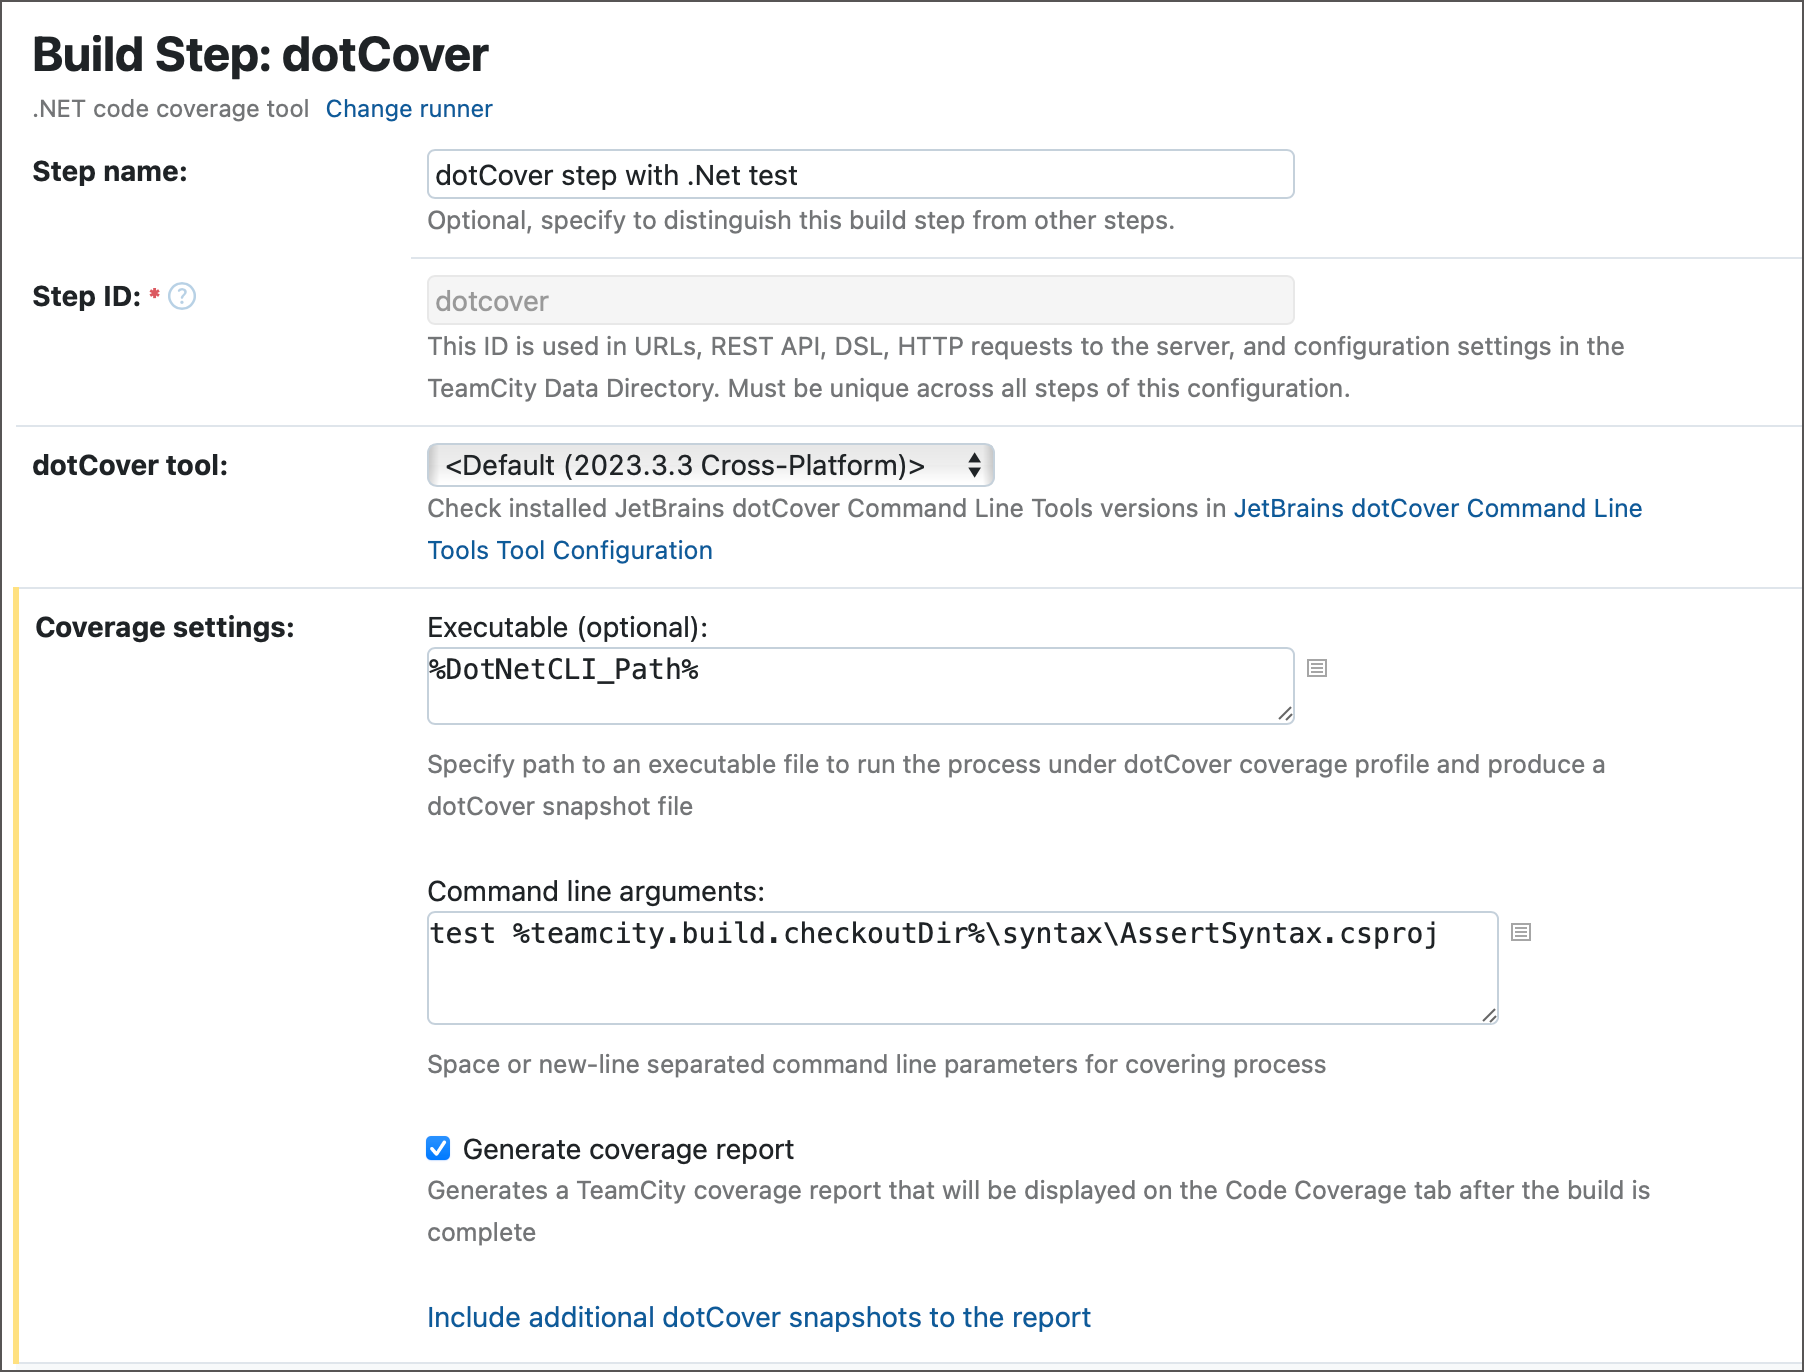 Build Step: dotCover
.NET code coverage tool Change runner
Step name:
dotCover step with .Net test
Optional, specify to distinguish this build step from other steps.
Step ID: * ?
dotcover
This ID is used in URLs, REST API, DSL, HTTP requests to the server, and configuration settings in the
TeamCity Data Directory. Must be unique across all steps of this configuration.
dotCover tool:
<Default (2023.3.3 Cross-Platform)>
Check installed JetBrains dotCover Command Line Tools versions in JetBrains dotCover Command Line
Tools Tool Configuration
Coverage settings:
Executable (optional):
%DotNetCLI_Path%
Specify path to an executable file to run the process under dotCover coverage profile and produce a
dotCover snapshot file
Command line arguments:
test %teamcity.build.checkoutDir%\syntax\AssertSyntax.csproj
Space or new-line separated command line parameters for covering process
Generate coverage report
Generates a TeamCity coverage report that will be displayed on the Code Coverage tab after the build is
complete
Include additional dotCover snapshots to the report